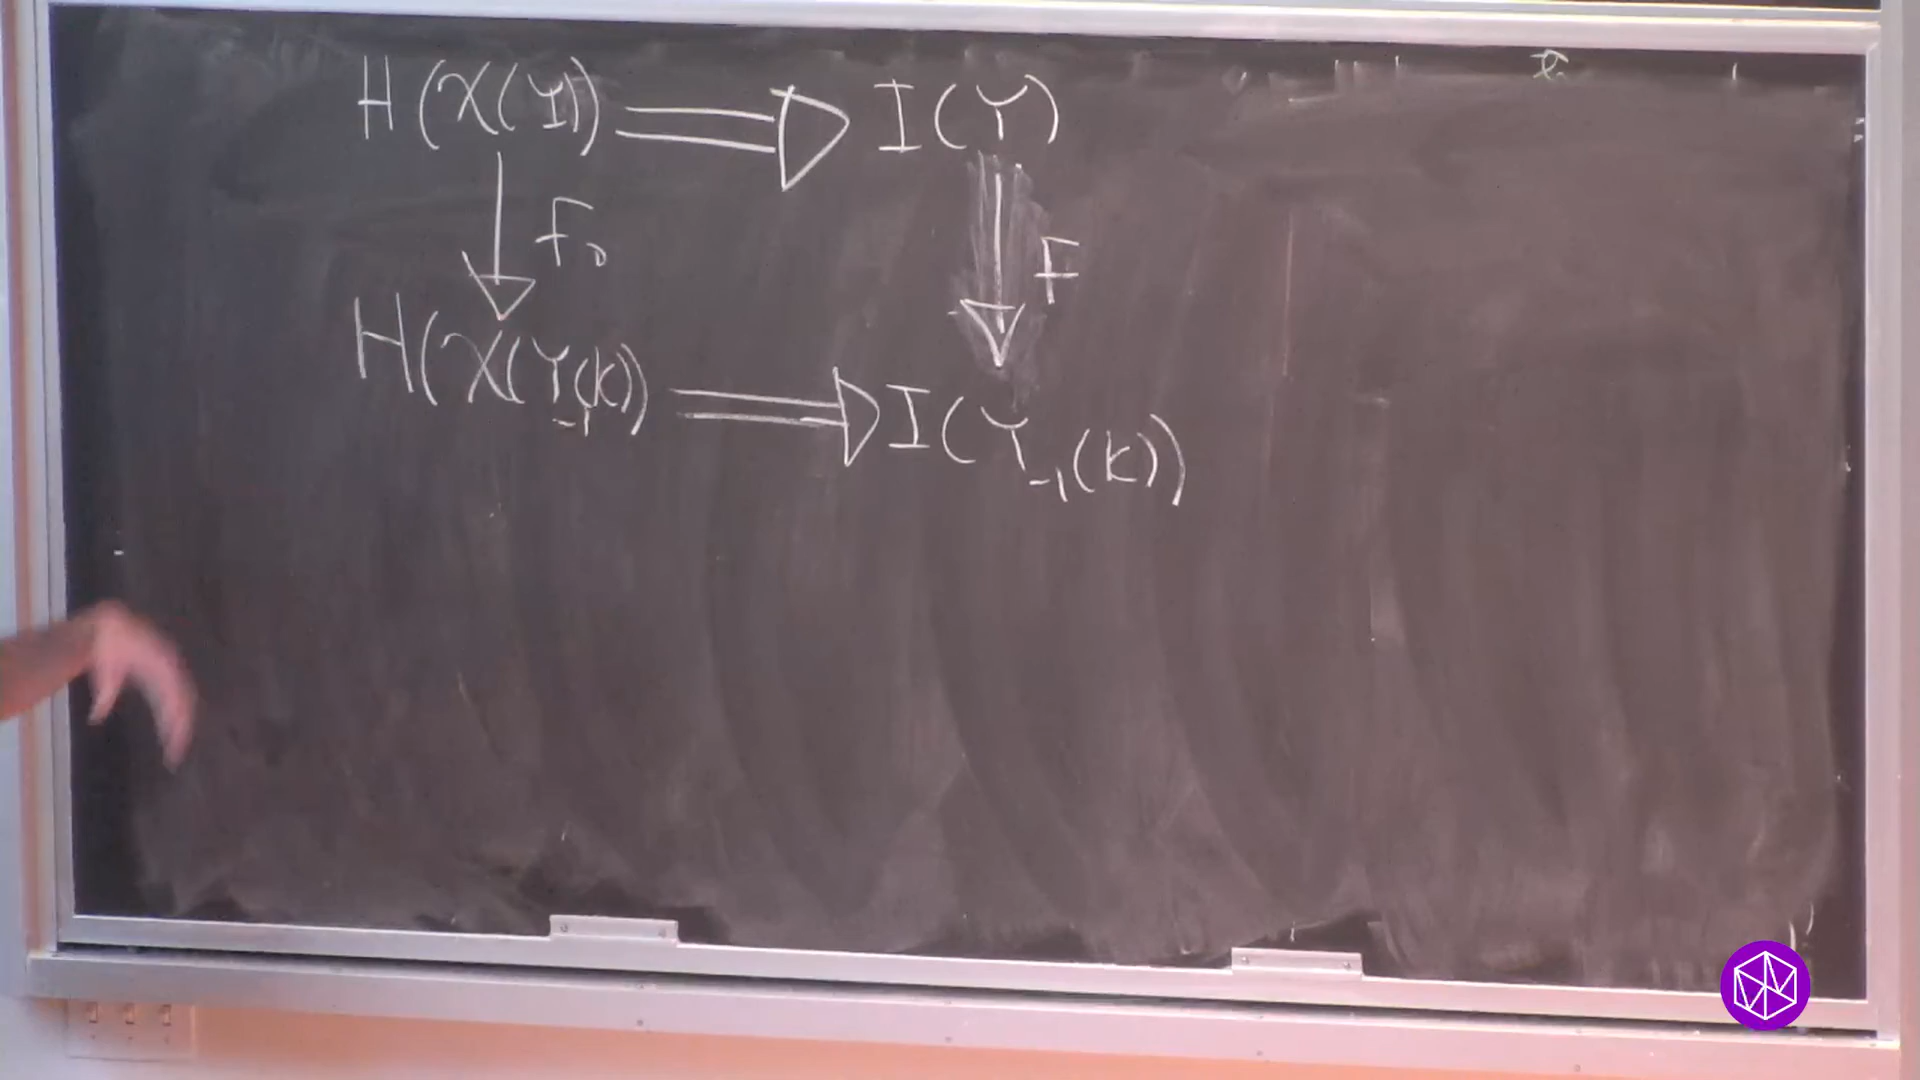 H(χ(Y)) ⇒ I(Y)
F₀ F
H(χ(Y₋₁(K)) ⇒ I(Y₋₁(K))